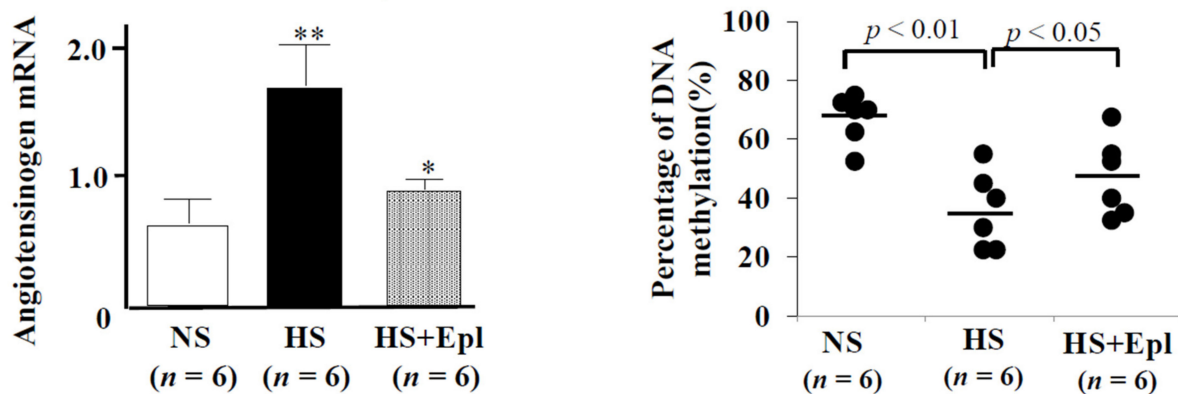 Angiotensinogen mRNA
2.0
1.0
0
**
*
NS
HS
HS+Epl
(n = 6)
(n = 6)
(n = 6)
Percentage of DNA
methylation(%)
100
80
60
40
20
0
p < 0.01
p < 0.05
NS
HS
HS+Epl
(n = 6)
(n = 6)
(n = 6)